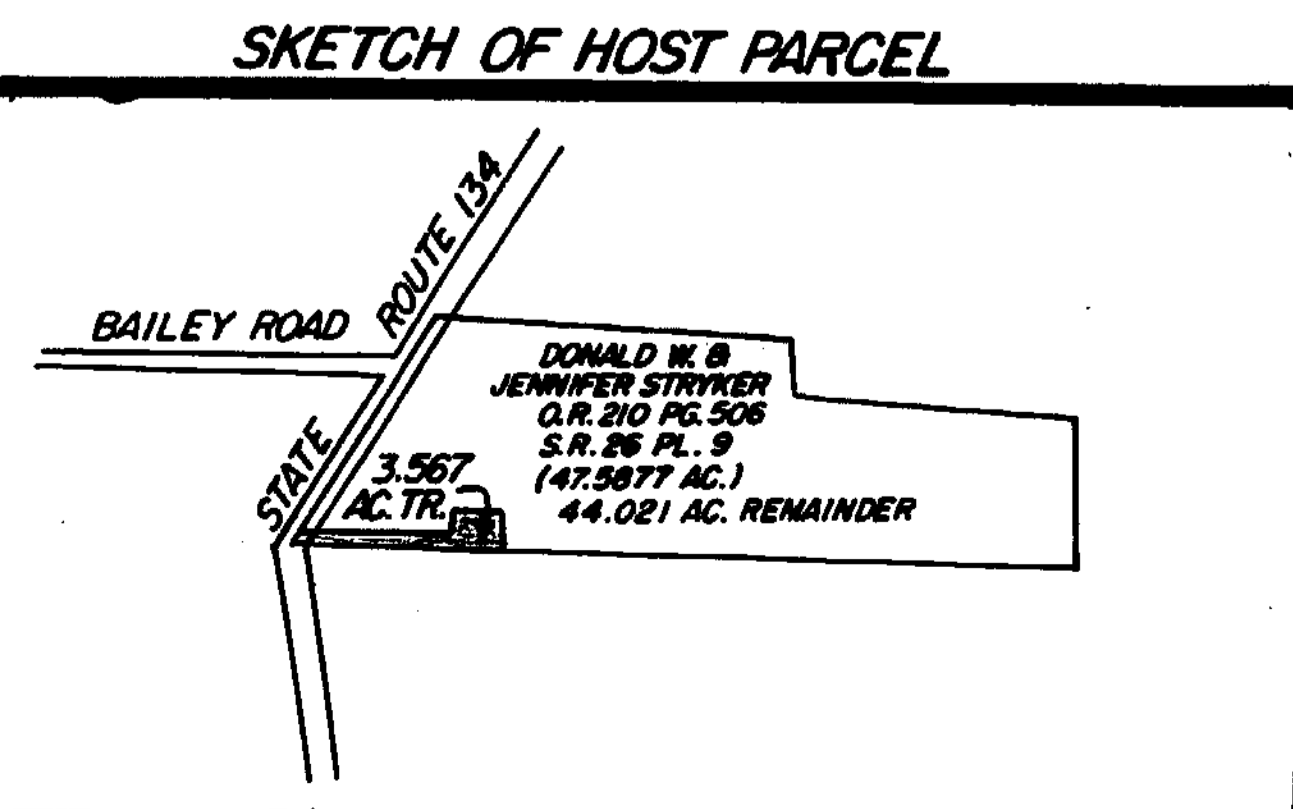 SKETCH OF HOST PARCEL
STATE ROUTE 134
BAILEY ROAD
DONALD W. &
JENNIFER STRYKER
O.R. 210 PG. 506
S.R. 26 PL. 9
(47.5877 AC.)
44.021 AC. REMAINDER
3.567
AC. TR.